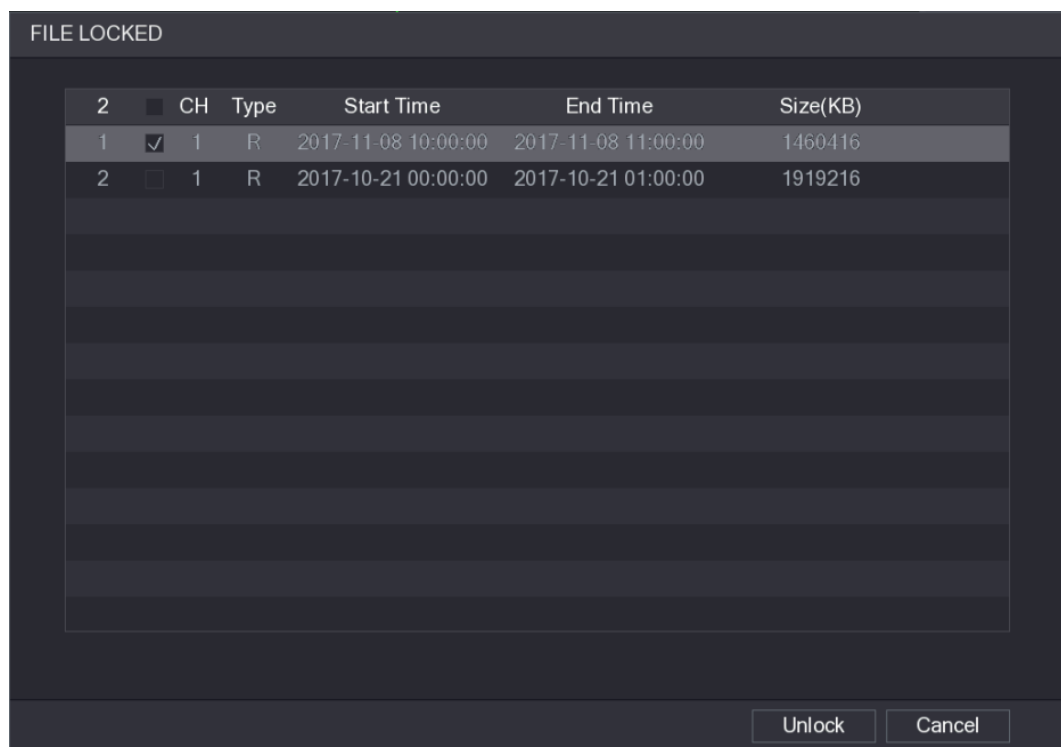 FILE LOCKED
2 CH Type Start Time End Time Size(KB)
1 1 R 2017-11-08 10:00:00 2017-11-08 11:00:00 1460416
2 1 R 2017-10-21 00:00:00 2017-10-21 01:00:00 1919216
Unlock Cancel